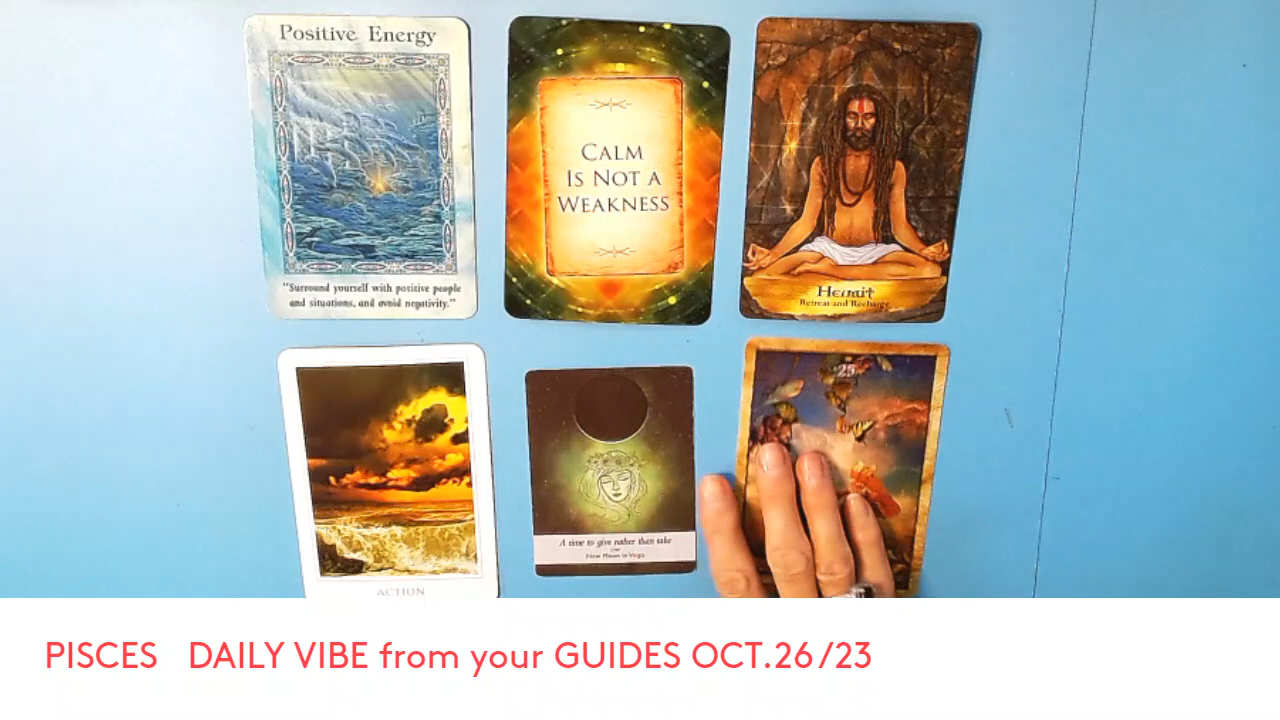 Positive Energy
"Surround yourself with positive people
and situations, and avoid negativity."
CALM
IS NOT A
WEAKNESS
Hermit
Retreat and Recharge
ACTION
A time to give rather than take
New Moon in Virgo
25
PISCES DAILY VIBE from your GUIDES OCT.26/23